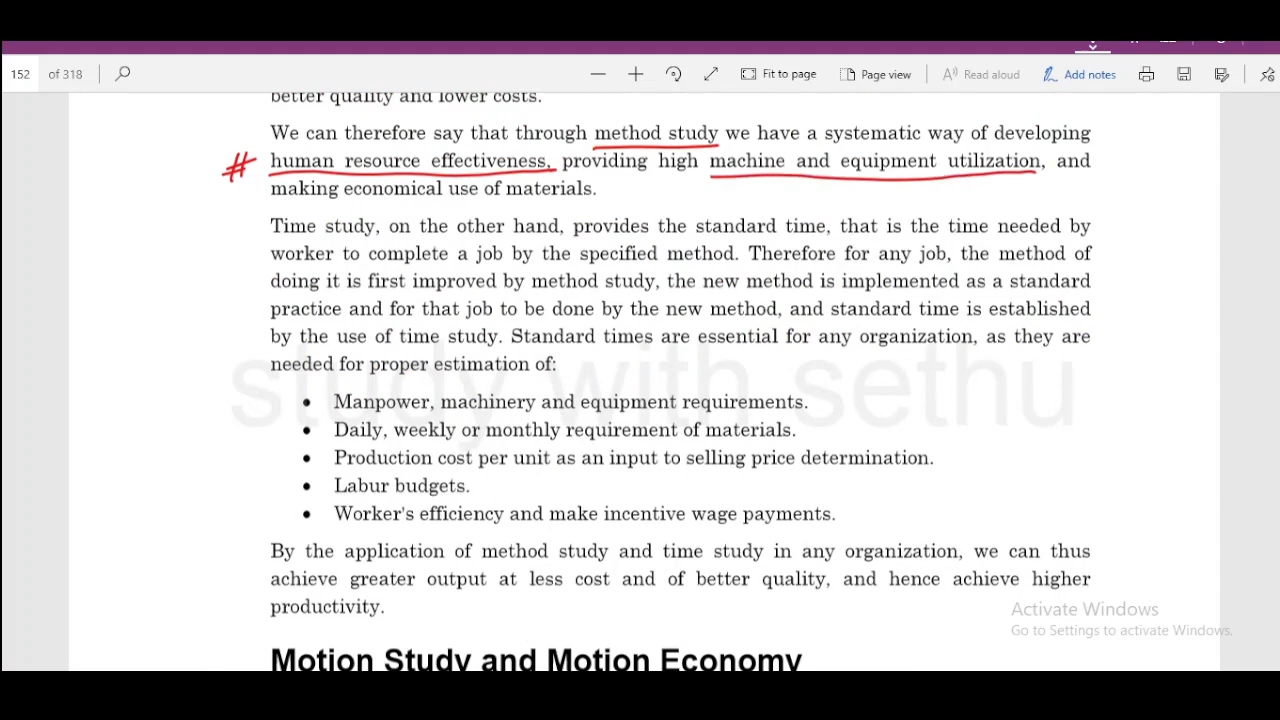 152 of 318
Fit to page
Page view
Read aloud
Add notes
better quality and lower costs.
We can therefore say that through method study we have a systematic way of developing
# human resource effectiveness, providing high machine and equipment utilization, and
making economical use of materials.
Time study, on the other hand, provides the standard time, that is the time needed by
worker to complete a job by the specified method. Therefore for any job, the method of
doing it is first improved by method study, the new method is implemented as a standard
practice and for that job to be done by the new method, and standard time is established
by the use of time study. Standard times are essential for any organization, as they are
needed for proper estimation of:
study with sethu
• Manpower, machinery and equipment requirements.
• Daily, weekly or monthly requirement of materials.
• Production cost per unit as an input to selling price determination.
• Labur budgets.
• Worker's efficiency and make incentive wage payments.
By the application of method study and time study in any organization, we can thus
achieve greater output at less cost and of better quality, and hence achieve higher
productivity.
Activate Windows
Go to Settings to activate Windows.
Motion Study and Motion Economy